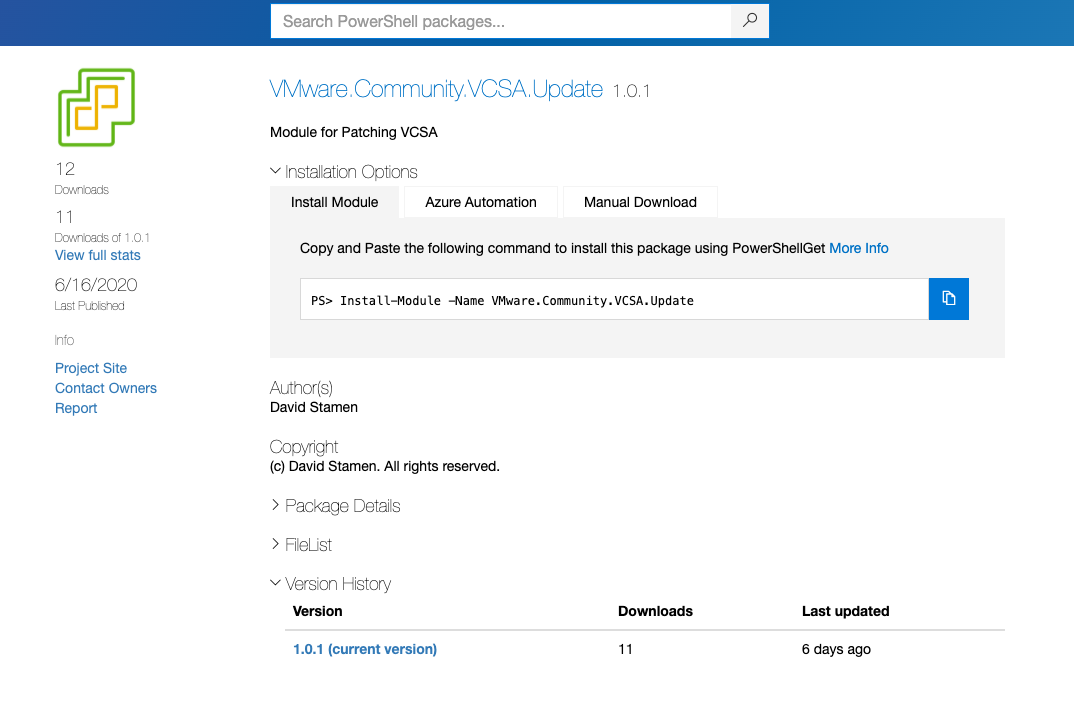 Search PowerShell packages...
VMware.Community.VCSA.Update 1.0.1
Module for Patching VCSA
12
Downloads
11
Downloads of 1.0.1
View full stats
6/16/2020
Last Published
Info
Project Site
Contact Owners
Report
Installation Options
Install Module
Azure Automation
Manual Download
Copy and Paste the following command to install this package using PowerShellGet More Info
PS> Install-Module -Name VMware.Community.VCSA.Update
Author(s)
David Stamen
Copyright
(c) David Stamen. All rights reserved.
Package Details
FileList
Version History
Version Downloads Last updated
1.0.1 (current version) 11 6 days ago